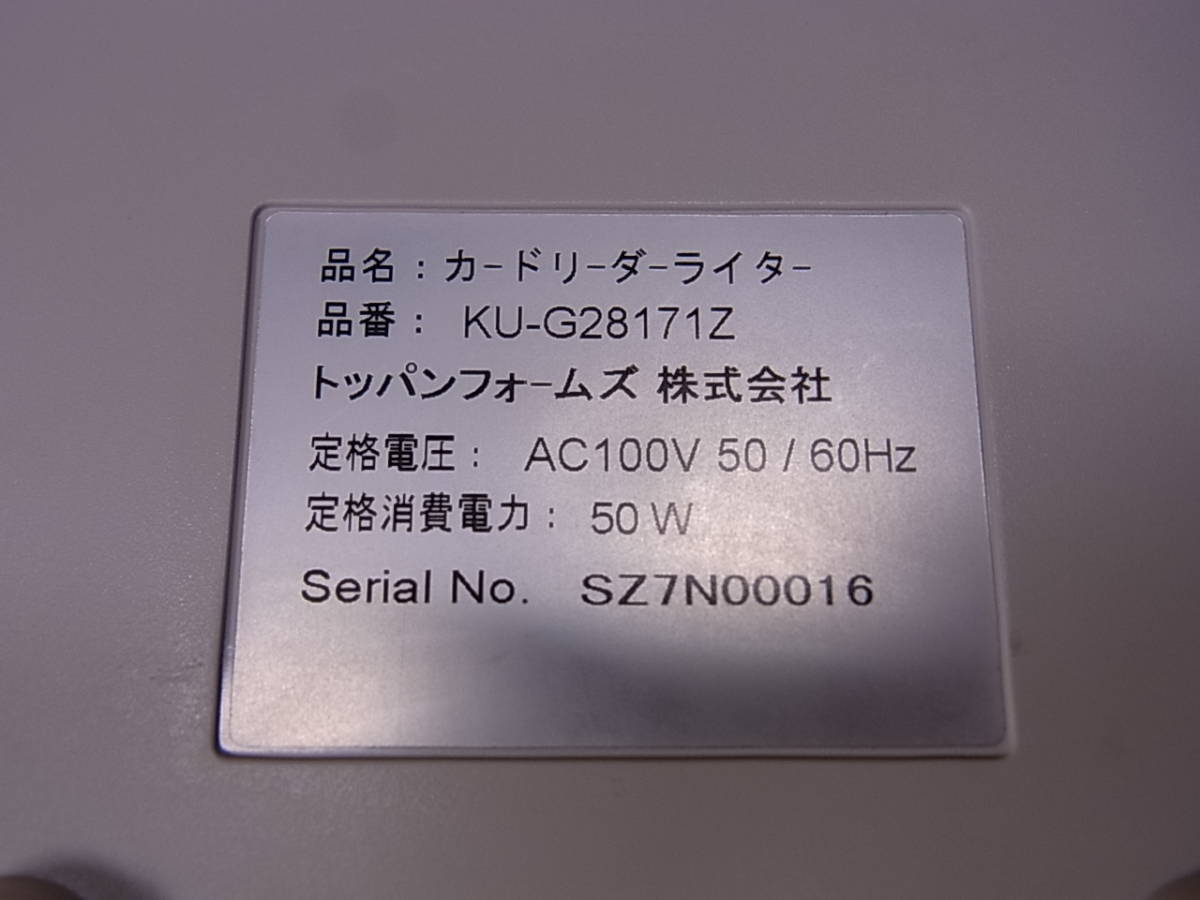 品名：カードリーダーライター
品番： KU-G28171Z
トッパンフォームズ 株式会社
定格電圧： AC100V 50 / 60Hz
定格消費電力： 50 W
Serial No. SZ7N00016